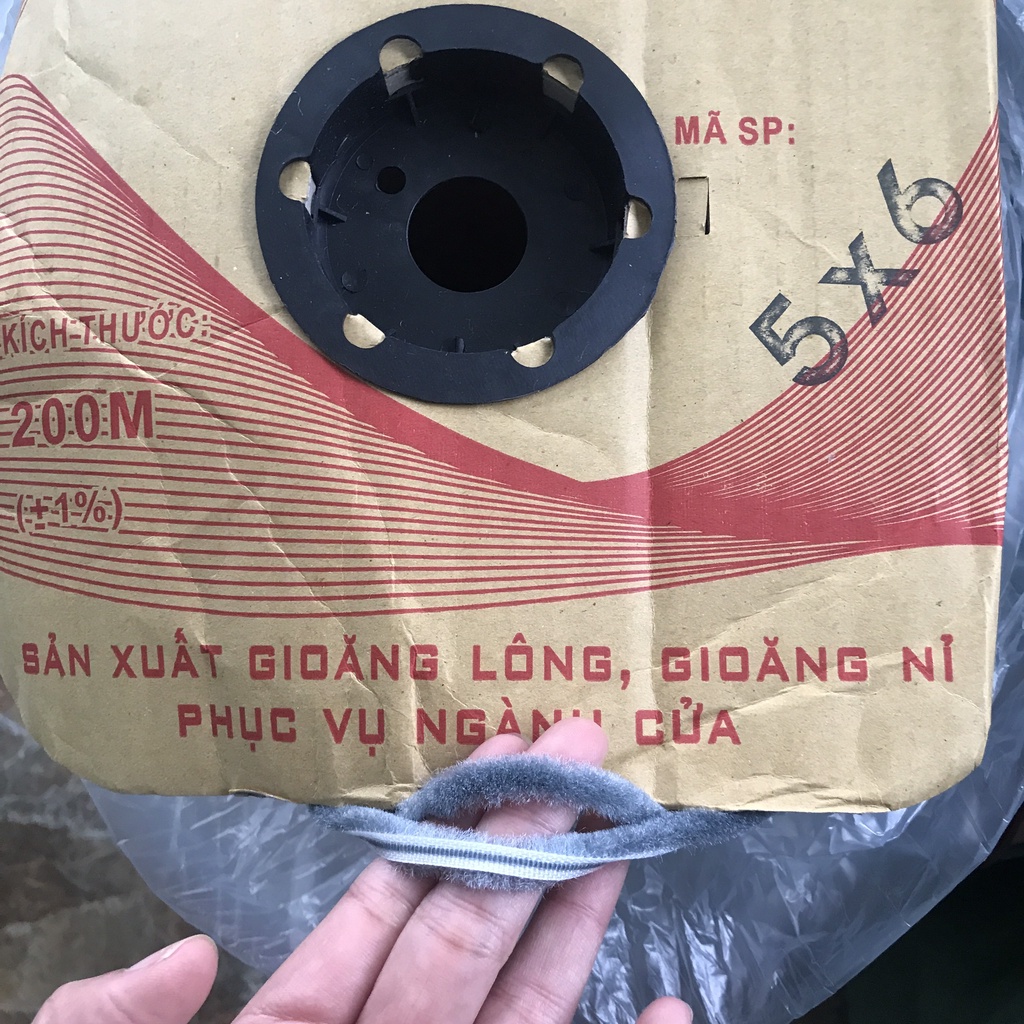 MÃ SP:
5X6
KÍCH THƯỚC:
200M
(±1%)
SẢN XUẤT GIOĂNG LÔNG, GIOĂNG NỈ
PHỤC VỤ NGÀNH CỬA